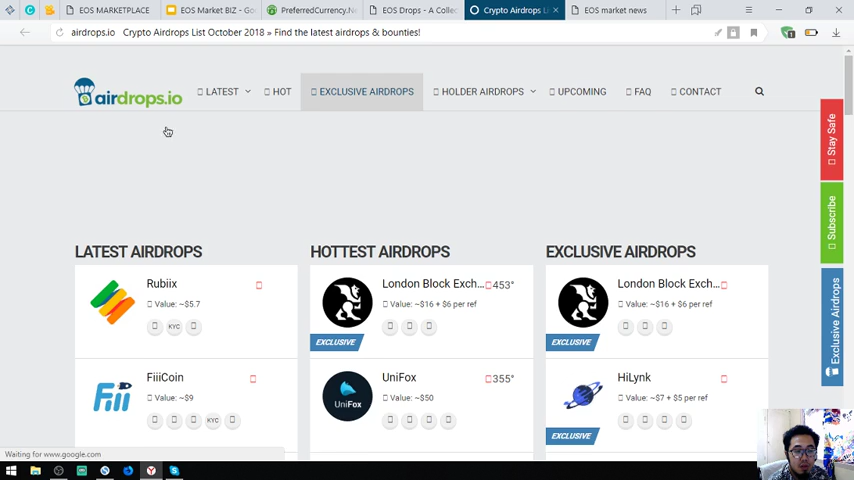 EOS MARKETPLACE
EOS Market BIZ - Go
PreferredCurrency.N
EOS Drops - A Collec
Crypto Airdrops Li
EOS market news
airdrops.io Crypto Airdrops List October 2018 » Find the latest airdrops & bounties!
airdrops.io
LATEST
HOT
EXCLUSIVE AIRDROPS
HOLDER AIRDROPS
UPCOMING
FAQ
CONTACT
Stay Safe
Subscribe
Exclusive Airdrops
LATEST AIRDROPS
Rubiix
Value: ~$5.7
KYC
FiiiCoin
Value: ~$9
KYC
Fiii
HOTTEST AIRDROPS
London Block Exch...
453°
Value: ~$16 + $6 per ref
EXCLUSIVE
UniFox
355°
Value: ~$50
UniFox
EXCLUSIVE AIRDROPS
London Block Exch...
Value: ~$16 + $6 per ref
EXCLUSIVE
HiLynk
Value: ~$7 + $5 per ref
EXCLUSIVE
Waiting for www.google.com